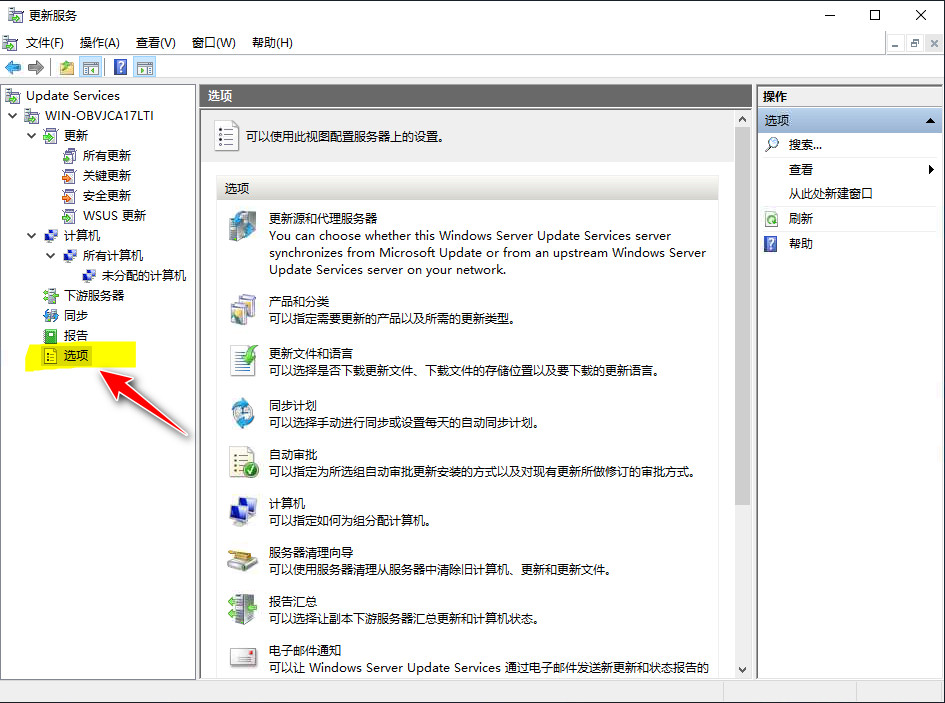 更新服务
文件(F) 操作(A) 查看(V) 窗口(W) 帮助(H)
Update Services
WIN-OBVJCA17LTI
更新
所有更新
关键更新
安全更新
WSUS 更新
计算机
所有计算机
未分配的计算机
下游服务器
同步
报告
选项
选项
可以使用此视图配置服务器上的设置。
选项
更新源和代理服务器
You can choose whether this Windows Server Update Services server
synchronizes from Microsoft Update or from an upstream Windows Server
Update Services server on your network.
产品和分类
可以指定需要更新的产品以及所需的更新类型。
更新文件和语言
可以选择是否下载更新文件、下载文件的存储位置以及要下载的更新语言。
同步计划
可以选择手动进行同步或设置每天的自动同步计划。
自动审批
可以指定为所选组自动审批更新安装的方式以及对现有更新所做修订的审批方式。
计算机
可以指定如何为组分配计算机。
服务器清理向导
可以使用服务器清理从服务器中清除旧计算机、更新和更新文件。
报告汇总
可以选择让副本下游服务器汇总更新和计算机状态。
电子邮件通知
可以让 Windows Server Update Services 通过电子邮件发送新更新和状态报告的
操作
选项
搜索...
查看
从此处新建窗口
刷新
帮助